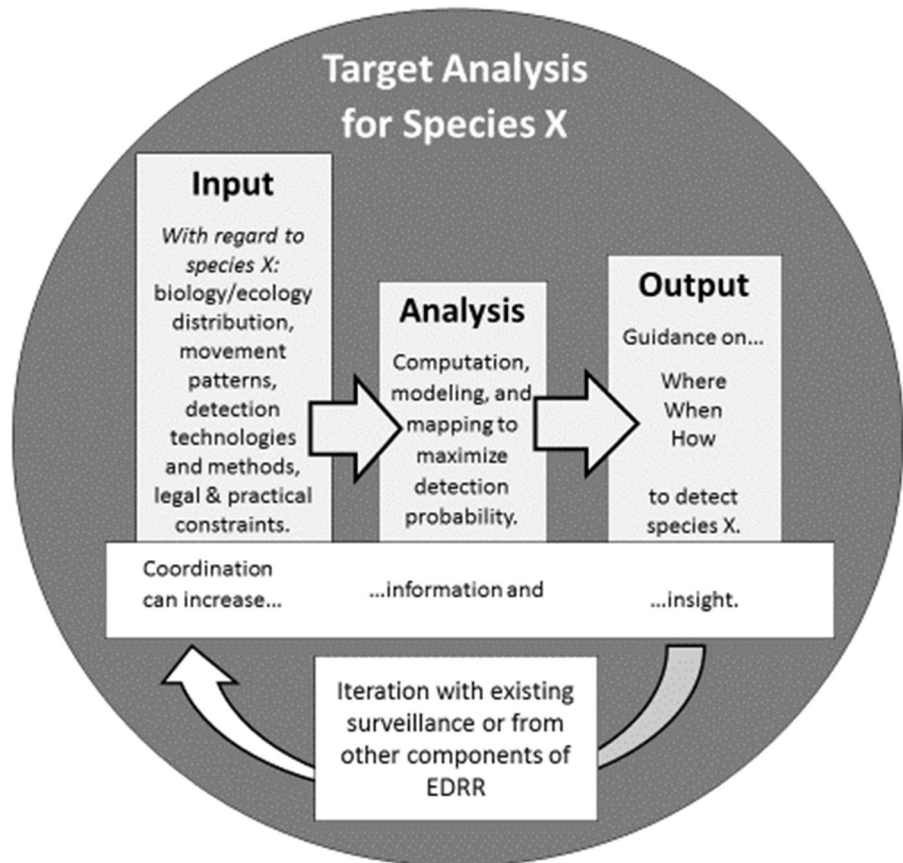 Target Analysis
for Species X
Input
With regard to
species X:
biology/ecology
distribution,
movement
patterns,
detection
technologies
and methods,
legal & practical
constraints.
Analysis
Computation,
modeling, and
mapping to
maximize
detection
probability.
Output
Guidance on...
Where
When
How
to detect
species X.
Coordination
can increase...
...information and
...insight.
Iteration with existing
surveillance or from
other components of
EDRR